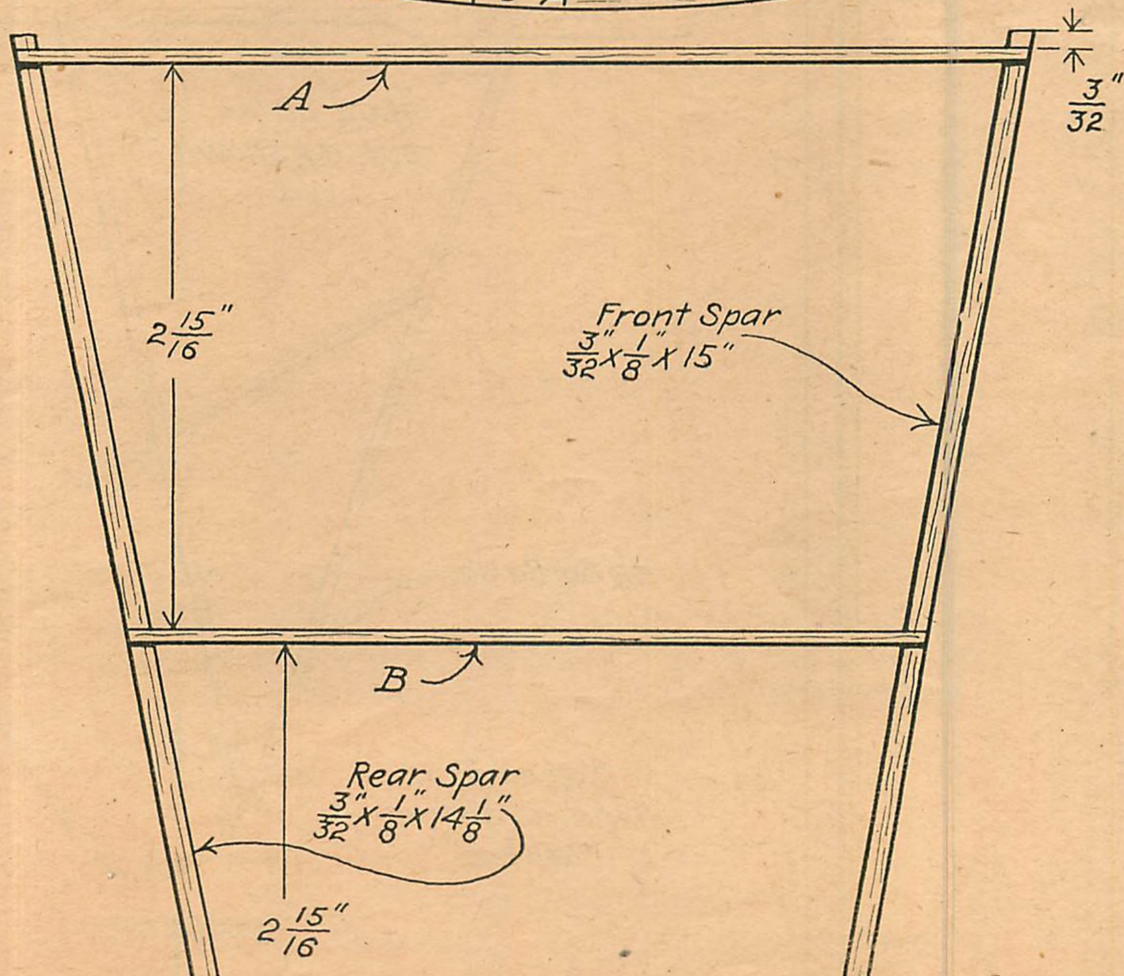 A
3/32"
2 15/16"
Front Spar
3/32" x 1/8" x 15"
B
Rear Spar
3/32" x 1/8" x 14 1/8"
2 15/16"